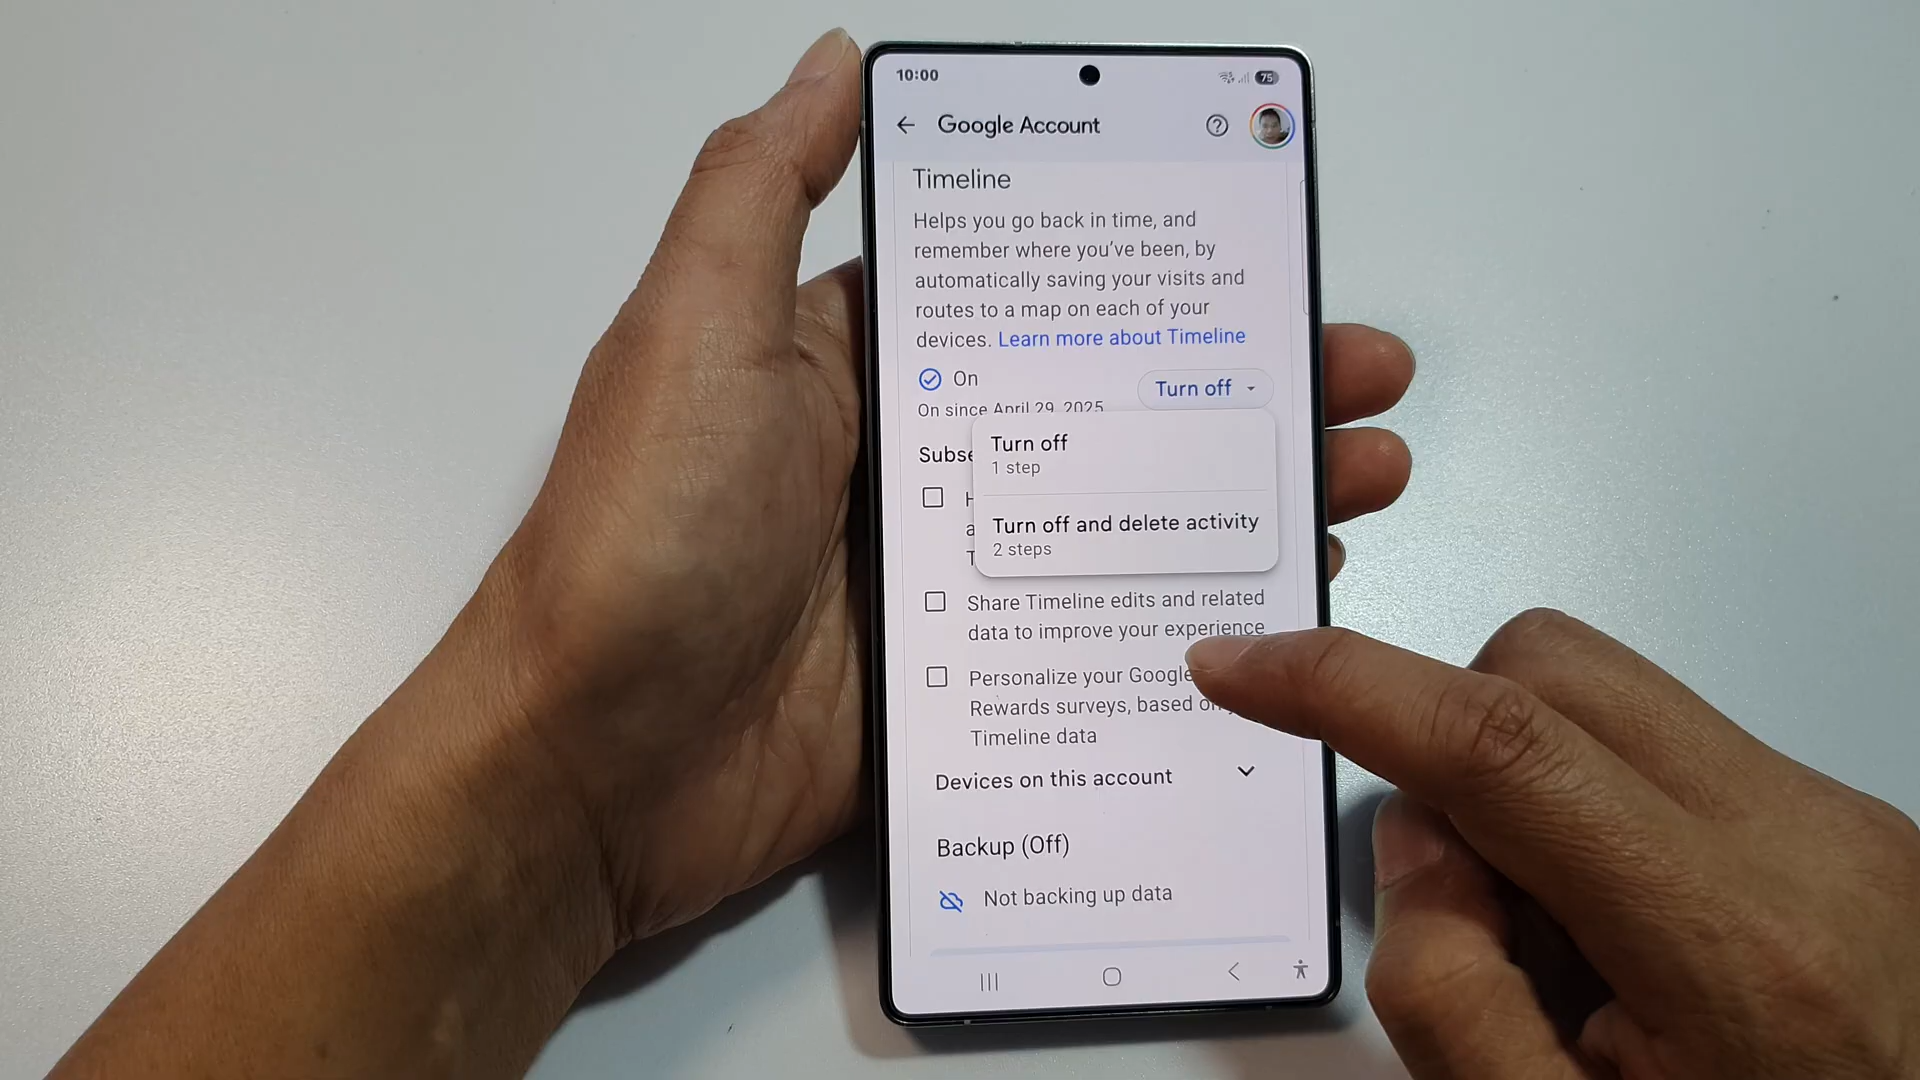 10:00
75
Google Account
Timeline
Helps you go back in time, and
remember where you've been, by
automatically saving your visits and
routes to a map on each of your
devices. Learn more about Timeline
On
Turn off
On since April 29, 2025
Turn off
1 step
Turn off and delete activity
2 steps
Share Timeline edits and related
data to improve your experience
Personalize your Google
Rewards surveys, based on
Timeline data
Devices on this account
Backup (Off)
Not backing up data